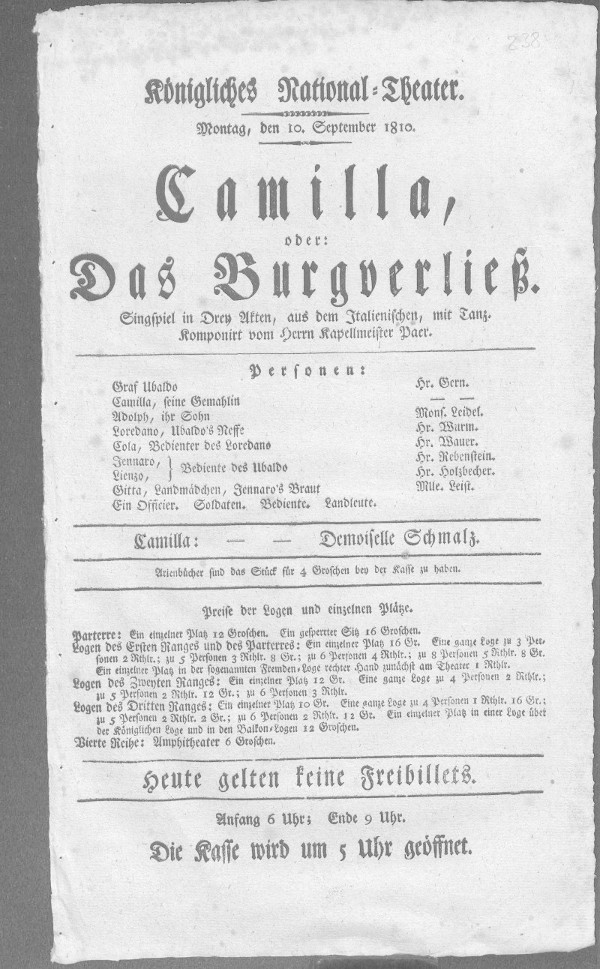 238
Königliches National-Theater.
Montag, den 10. September 1810.
Camilla,
oder:
Das Burgverließ.
Singspiel in Drey Akten, aus dem Italienischen, mit Tanz.
Komponirt vom Herrn Kapellmeister Paer.
Personen:
Graf Ubaldo Hr. Gern.
Camilla, seine Gemahlin — —
Adolph, ihr Sohn Mons. Leidel.
Loredano, Ubaldo's Neffe Hr. Wurm.
Cola, Bedienter des Loredano Hr. Wauer.
Jennaro, } Bediente des Ubaldo Hr. Rebenstein.
Lienzo, Hr. Holzbecher.
Gitta, Landmädchen, Jennaro's Braut Mlle. Leist.
Ein Officier. Soldaten. Bediente. Landleute.
Camilla: — — Demoiselle Schmalz.
Arienbücher sind das Stück für 4 Groschen bey der Kasse zu haben.
Preise der Logen und einzelnen Plätze.
Parterre: Ein einzelner Platz 12 Groschen. Ein gesperrter Sitz 16 Groschen.
Logen des Ersten Ranges und des Parterres: Ein einzelner Platz 16 Gr. Eine ganze Loge zu 3 Per-
sonen 2 Rthlr.; zu 5 Personen 3 Rthlr. 8 Gr.; zu 6 Personen 4 Rthlr.; zu 8 Personen 5 Rthlr. 8 Gr.
Ein einzelner Platz in der sogenannten Fremden-Loge rechter Hand zunächst am Theater 1 Rthlr.
Logen des Zweyten Ranges: Ein einzelner Platz 12 Gr. Eine ganze Loge zu 4 Personen 2 Rthlr.;
zu 5 Personen 2 Rthlr. 12 Gr.; zu 6 Personen 3 Rthlr.
Logen des Dritten Ranges: Ein einzelner Platz 10 Gr. Eine ganze Loge zu 4 Personen 1 Rthlr. 16 Gr.;
zu 5 Personen 2 Rthlr. 2 Gr.; zu 6 Personen 2 Rthlr. 12 Gr. Ein einzelner Platz in einer Loge über
der Königlichen Loge und in den Balkon-Logen 12 Groschen.
Vierte Reihe: Amphitheater 6 Groschen.
Heute gelten keine Freibillets.
Anfang 6 Uhr; Ende 9 Uhr.
Die Kasse wird um 5 Uhr geöffnet.